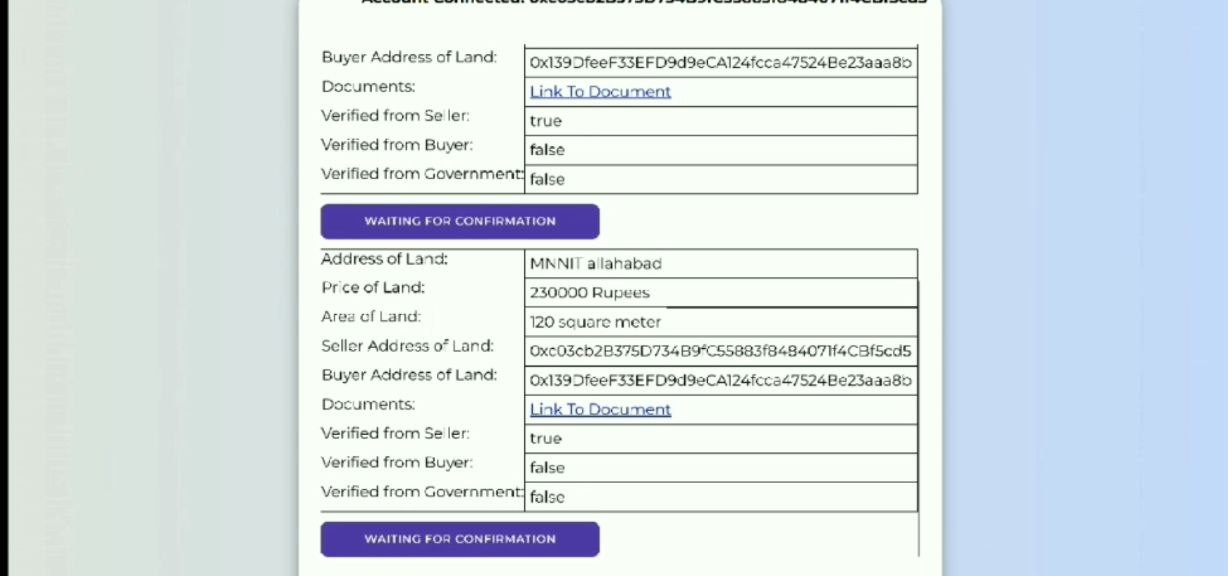 Account Connected:
Buyer Address of Land: 0x139DfeeF33EFD9d9eCA124fcca47524Be23aaa8b
Documents: Link To Document
Verified from Seller: true
Verified from Buyer: false
Verified from Government: false
WAITING FOR CONFIRMATION
Address of Land: MNNIT allahabad
Price of Land: 230000 Rupees
Area of Land: 120 square meter
Seller Address of Land: 0xc03cb2B375D734B9fC55883f8484071f4CBf5cd5
Buyer Address of Land: 0x139DfeeF33EFD9d9eCA124fcca47524Be23aaa8b
Documents: Link To Document
Verified from Seller: true
Verified from Buyer: false
Verified from Government: false
WAITING FOR CONFIRMATION